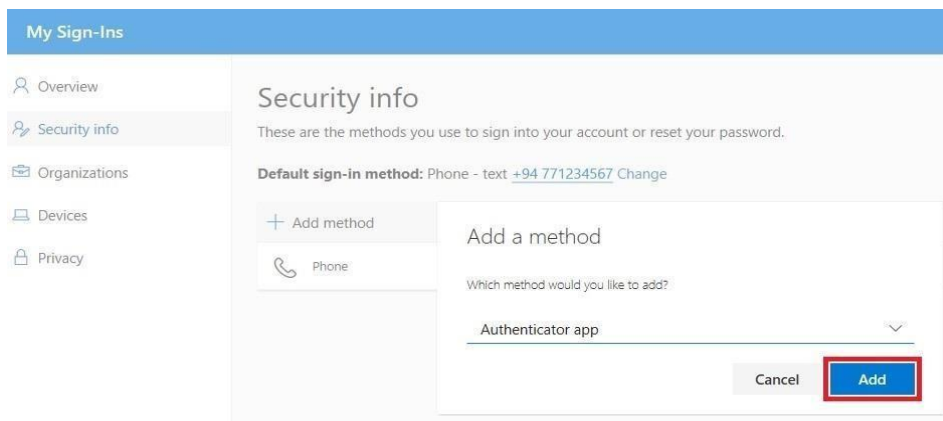 My Sign-Ins
Overview
Security info
Organizations
Devices
Privacy
Security info
These are the methods you use to sign into your account or reset your password.
Default sign-in method: Phone - text +94 771234567 Change
Add method
Phone
Add a method
Which method would you like to add?
Authenticator app
Cancel
Add